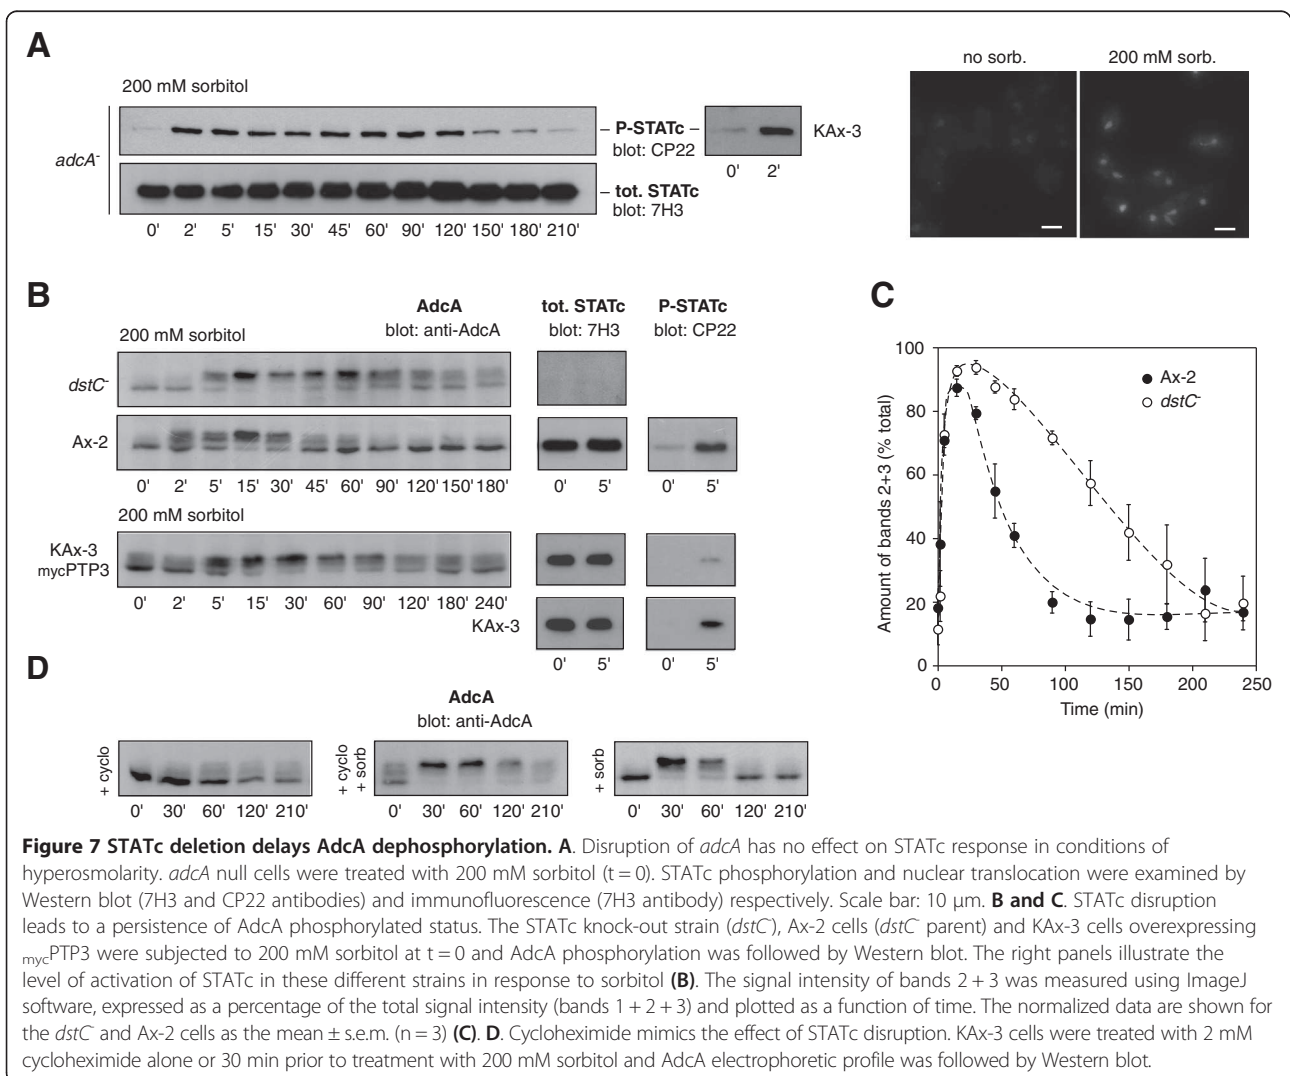 A
200 mM sorbitol
adcA-
– P-STATc –
blot: CP22
KAx-3
0' 2'
– tot. STATc
blot: 7H3
0' 2' 5' 15' 30' 45' 60' 90' 120' 150' 180' 210'
no sorb.
200 mM sorb.
B
AdcA
blot: anti-AdcA
tot. STATc
blot: 7H3
P-STATc
blot: CP22
200 mM sorbitol
dstC-
Ax-2
0' 2' 5' 15' 30' 45' 60' 90' 120' 150' 180'
0' 5'
0' 5'
200 mM sorbitol
KAx-3
mycPTP3
0' 2' 5' 15' 30' 60' 90' 120' 180' 240'
KAx-3
0' 5'
0' 5'
C
Amount of bands 2+3 (% total)
100
80
60
40
20
0
Ax-2
dstC-
0 50 100 150 200 250
Time (min)
D
AdcA
blot: anti-AdcA
+ cyclo
0' 30' 60' 120' 210'
+ cyclo
+ sorb
0' 30' 60' 120' 210'
+ sorb
0' 30' 60' 120' 210'
Figure 7 STATc deletion delays AdcA dephosphorylation. A. Disruption of adcA has no effect on STATc response in conditions of
hyperosmolarity. adcA null cells were treated with 200 mM sorbitol (t = 0). STATc phosphorylation and nuclear translocation were examined by
Western blot (7H3 and CP22 antibodies) and immunofluorescence (7H3 antibody) respectively. Scale bar: 10 μm. B and C. STATc disruption
leads to a persistence of AdcA phosphorylated status. The STATc knock-out strain (dstC-), Ax-2 cells (dstC- parent) and KAx-3 cells overexpressing
mycPTP3 were subjected to 200 mM sorbitol at t = 0 and AdcA phosphorylation was followed by Western blot. The right panels illustrate the
level of activation of STATc in these different strains in response to sorbitol (B). The signal intensity of bands 2 + 3 was measured using ImageJ
software, expressed as a percentage of the total signal intensity (bands 1 + 2 + 3) and plotted as a function of time. The normalized data are shown for
the dstC- and Ax-2 cells as the mean ± s.e.m. (n = 3) (C). D. Cycloheximide mimics the effect of STATc disruption. KAx-3 cells were treated with 2 mM
cycloheximide alone or 30 min prior to treatment with 200 mM sorbitol and AdcA electrophoretic profile was followed by Western blot.